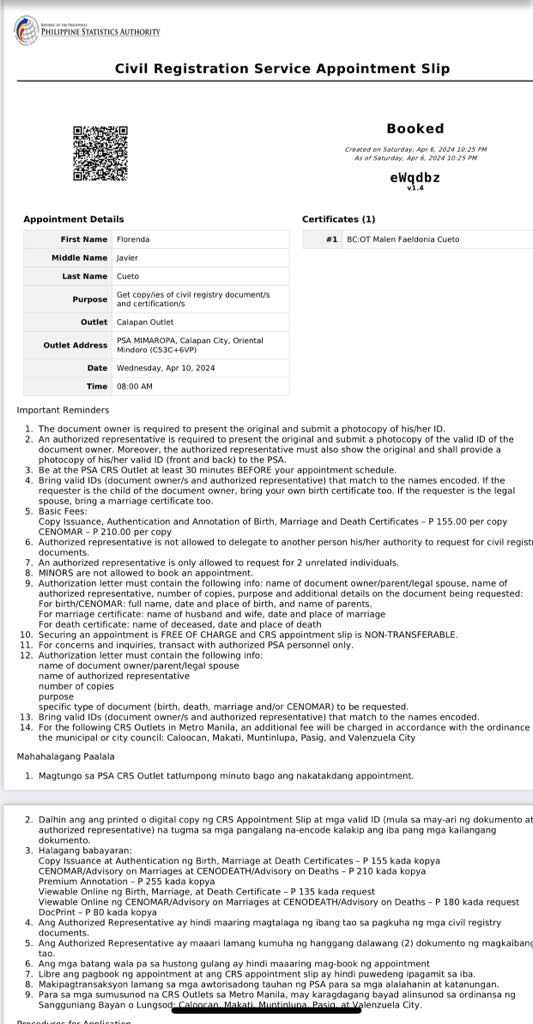 REPUBLIC OF THE PHILIPPINES
PHILIPPINE STATISTICS AUTHORITY
Civil Registration Service Appointment Slip
Booked
Created on Saturday, Apr 6, 2024 10:25 PM
As of Saturday, Apr 6, 2024 10:25 PM
eWqdbz
v1.4
Appointment Details
First Name Florenda
Middle Name Javier
Last Name Cueto
Purpose Get copy/ies of civil registry document/s
and certification/s
Outlet Calapan Outlet
Outlet Address PSA MIMAROPA, Calapan City, Oriental
Mindoro (C53C+6VP)
Date Wednesday, Apr 10, 2024
Time 08:00 AM
Certificates (1)
#1 BC:OT Malen Faeldonia Cueto
Important Reminders
1. The document owner is required to present the original and submit a photocopy of his/her ID.
2. An authorized representative is required to present the original and submit a photocopy of the valid ID of the
document owner. Moreover, the authorized representative must also show the original and shall provide a
photocopy of his/her valid ID (front and back) to the PSA.
3. Be at the PSA CRS Outlet at least 30 minutes BEFORE your appointment schedule.
4. Bring valid IDs (document owner/s and authorized representative) that match to the names encoded. If the
requester is the child of the document owner, bring your own birth certificate too. If the requester is the legal
spouse, bring a marriage certificate too.
5. Basic Fees:
Copy Issuance, Authentication and Annotation of Birth, Marriage and Death Certificates – P 155.00 per copy
CENOMAR – P 210.00 per copy
6. Authorized representative is not allowed to delegate to another person his/her authority to request for civil registr
documents.
7. An authorized representative is only allowed to request for 2 unrelated individuals.
8. MINORS are not allowed to book an appointment.
9. Authorization letter must contain the following info: name of document owner/parent/legal spouse, name of
authorized representative, number of copies, purpose and additional details on the document being requested:
For birth/CENOMAR: full name, date and place of birth, and name of parents.
For marriage certificate: name of husband and wife, date and place of marriage
For death certificate: name of deceased, date and place of death
10. Securing an appointment is FREE OF CHARGE and CRS appointment slip is NON-TRANSFERABLE.
11. For concerns and inquiries, transact with authorized PSA personnel only.
12. Authorization letter must contain the following info:
name of document owner/parent/legal spouse
name of authorized representative
number of copies
purpose
specific type of document (birth, death, marriage and/or CENOMAR) to be requested.
13. Bring valid IDs (document owner/s and authorized representative) that match to the names encoded.
14. For the following CRS Outlets in Metro Manila, an additional fee will be charged in accordance with the ordinance
the municipal or city council: Caloocan, Makati, Muntinlupa, Pasig, and Valenzuela City
Mahahalagang Paalala
1. Magtungo sa PSA CRS Outlet tatlumpong minuto bago ang nakatakdang appointment.
2. Dalhin ang ang printed o digital copy ng CRS Appointment Slip at mga valid ID (mula sa may-ari ng dokumento at
authorized representative) na tugma sa mga pangalang na-encode kalakip ang iba pang mga kailangang
dokumento.
3. Halagang babayaran:
Copy Issuance at Authentication ng Birth, Marriage at Death Certificates – P 155 kada kopya
CENOMAR/Advisory on Marriages at CENODEATH/Advisory on Deaths – P 210 kada kopya
Premium Annotation – P 255 kada kopya
Viewable Online ng Birth, Marriage, at Death Certificate – P 135 kada request
Viewable Online ng CENOMAR/Advisory on Marriages at CENODEATH/Advisory on Deaths – P 180 kada request
DocPrint – P 80 kada kopya
4. Ang Authorized Representative ay hindi maaring magtalaga ng ibang tao sa pagkuha ng mga civil registry
documents.
5. Ang Authorized Representative ay maaari lamang kumuha ng hanggang dalawang (2) dokumento ng magkaibang
tao.
6. Ang mga batang wala pa sa hustong gulang ay hindi maaaring mag-book ng appointment
7. Libre ang pagbook ng appointment at ang CRS appointment slip ay hindi puwedeng ipagamit sa iba.
8. Makipagtransaksyon lamang sa mga awtorisadong tauhan ng PSA para sa mga alalahanin at katanungan.
9. Para sa mga sumusunod na CRS Outlets sa Metro Manila, may karagdagang bayad alinsunod sa ordinansa ng
Sangguniang Bayan o Lungsod: Caloocan, Makati, Muntinlupa, Pasig, at Valenzuela City.
Procedures for Application